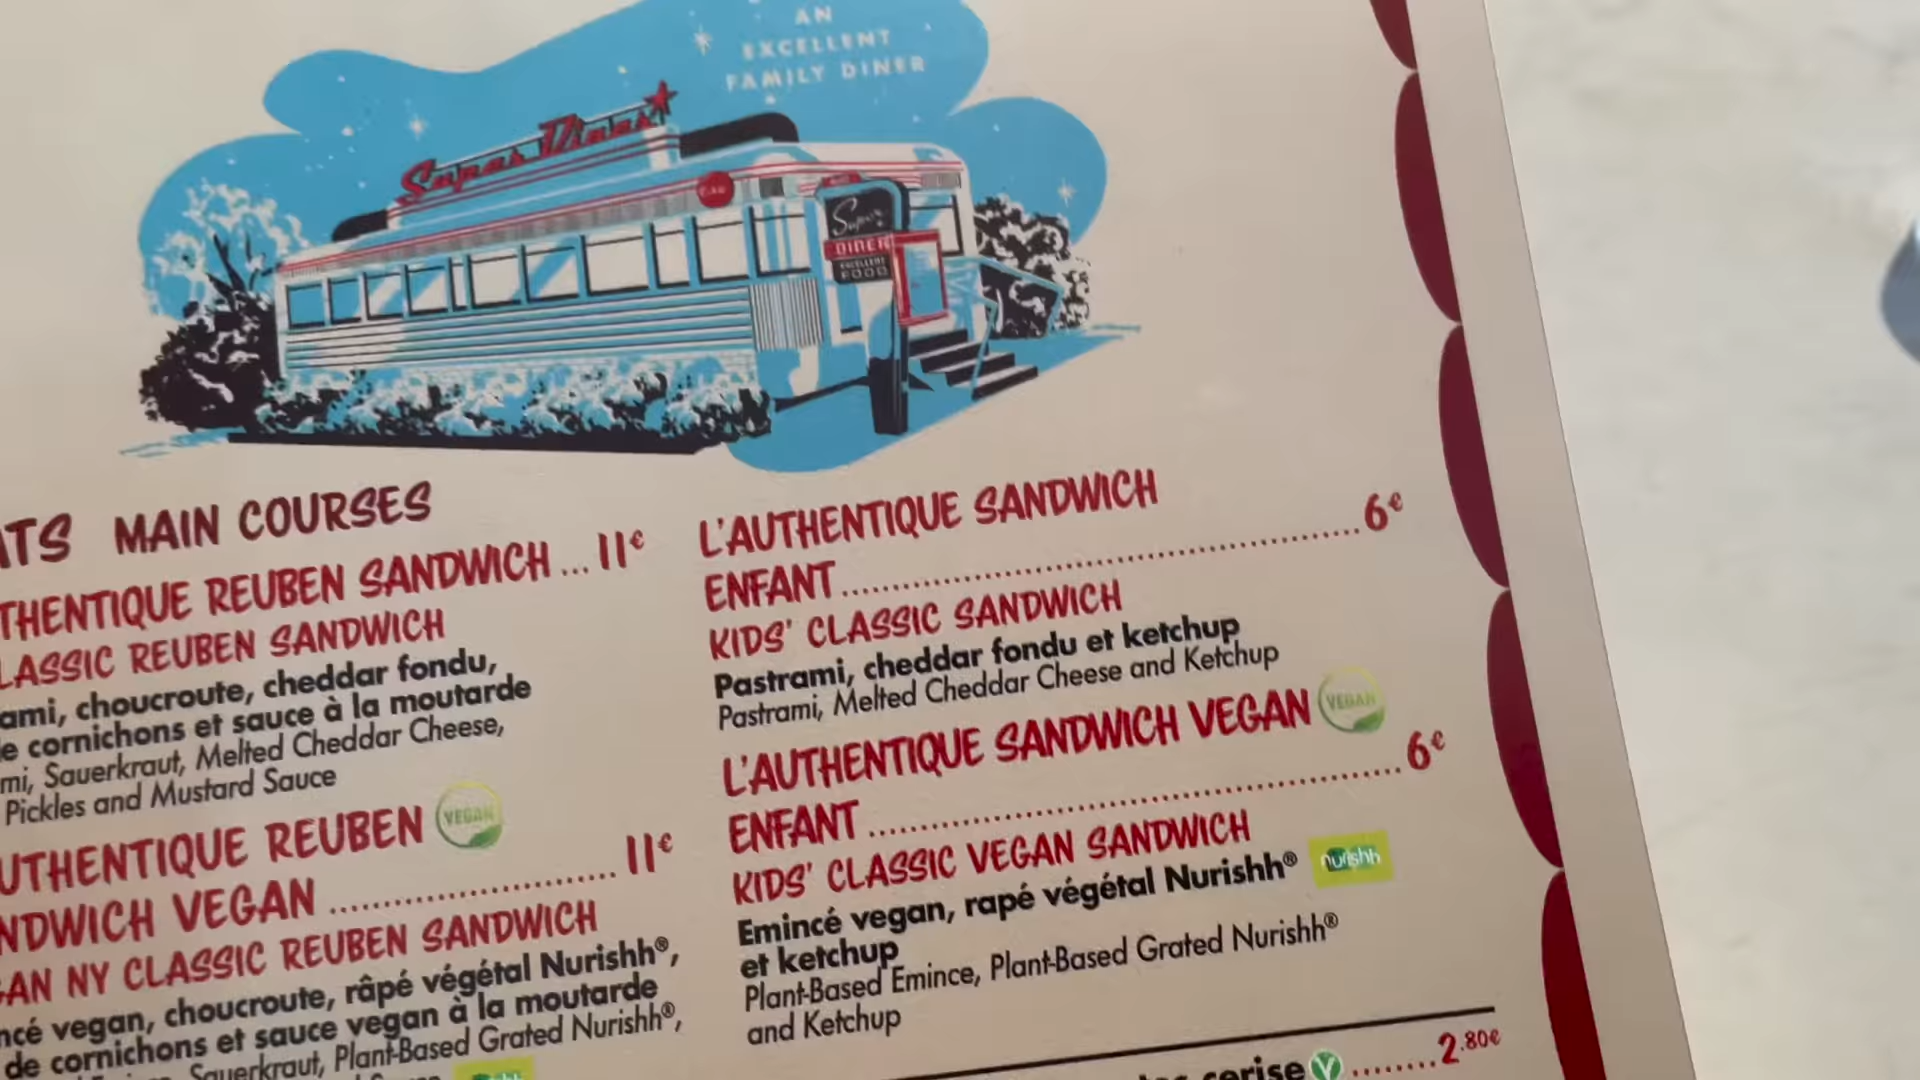 AN
EXCELLENT
FAMILY DINER
Super Diner
Super
DINER
EXCELLENT
FOOD
MAIN COURSES
THENTIQUE REUBEN SANDWICH ... 11€
LASSIC REUBEN SANDWICH
ami, choucroute, cheddar fondu,
e cornichons et sauce à la moutarde
mi, Sauerkraut, Melted Cheddar Cheese,
Pickles and Mustard Sauce
UTHENTIQUE REUBEN VEGAN
NDWICH VEGAN ........................ 11€
AN NY CLASSIC REUBEN SANDWICH
ncé vegan, choucroute, râpé végétal Nurishh®,
de cornichons et sauce vegan à la moutarde
Sauerkraut, Plant-Based Grated Nurishh®,
L'AUTHENTIQUE SANDWICH
ENFANT ........................................ 6€
KIDS' CLASSIC SANDWICH
Pastrami, cheddar fondu et ketchup
Pastrami, Melted Cheddar Cheese and Ketchup
L'AUTHENTIQUE SANDWICH VEGAN VEGAN
ENFANT ........................................ 6€
KIDS' CLASSIC VEGAN SANDWICH
Emincé vegan, rapé végétal Nurishh® nurishh
et ketchup
Plant-Based Emince, Plant-Based Grated Nurishh®
and Ketchup
cerise V ........ 2.80€